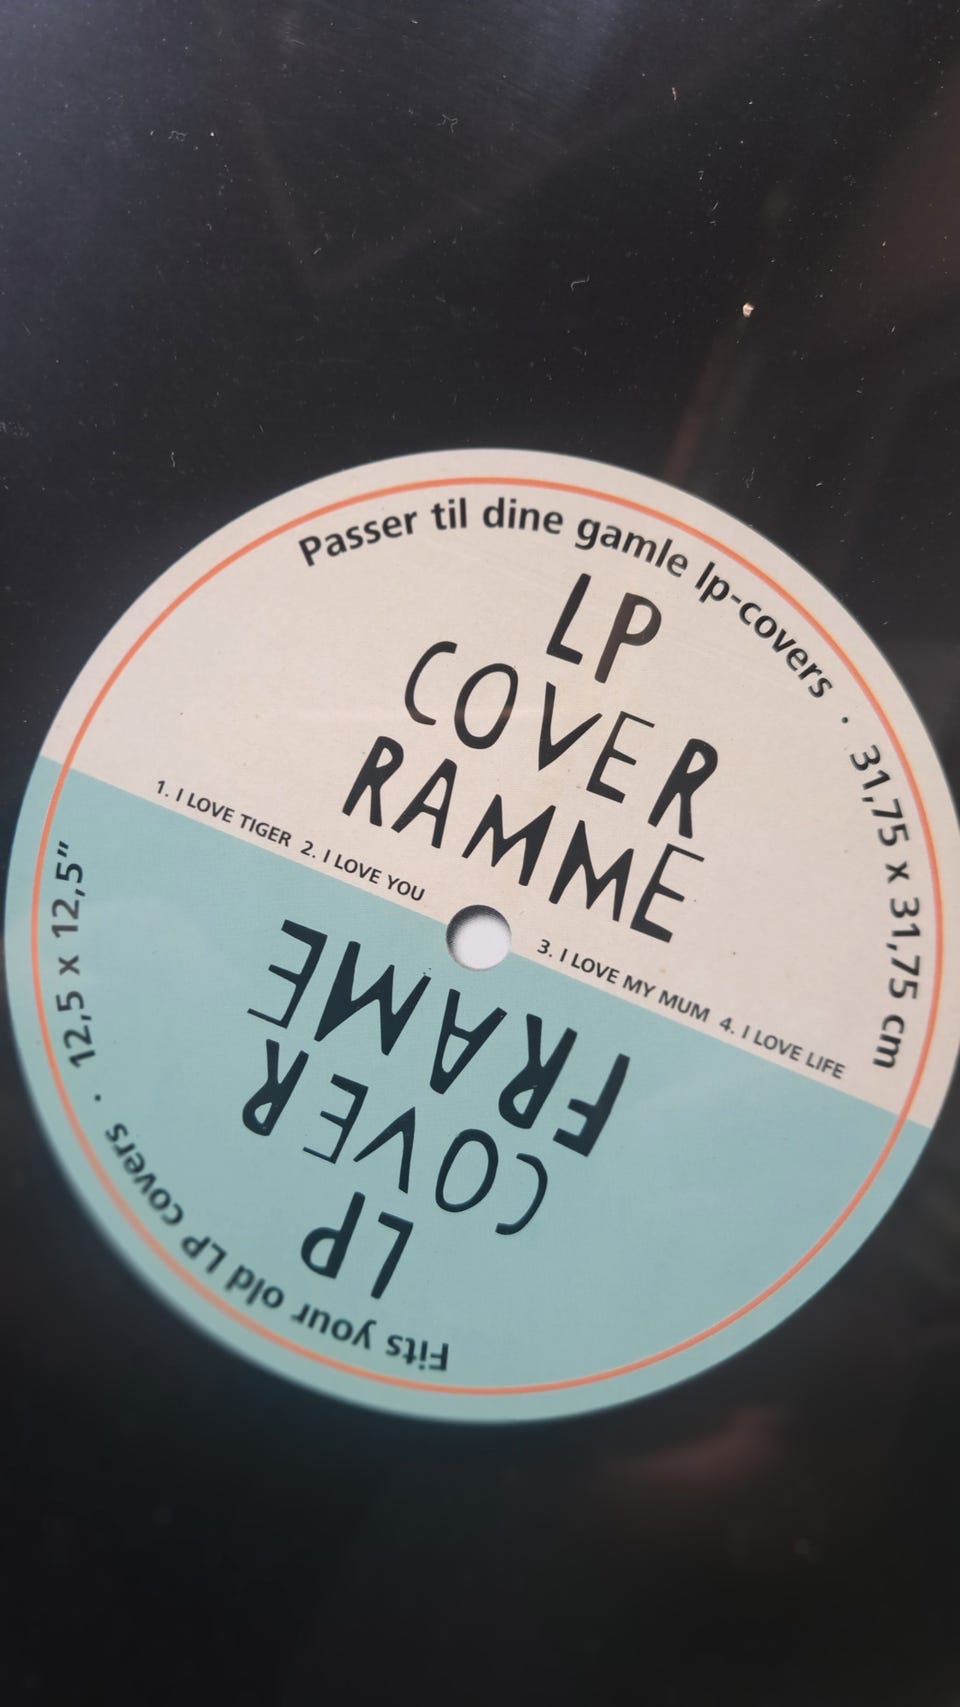 Passer til dine gamle lp-covers · 31,75 x 31,75 cm
LP
COVER
RAMME
1. I LOVE TIGER 2. I LOVE YOU
3. I LOVE MY MUM 4. I LOVE LIFE
LP
COVER
FRAME
Fits your old LP covers · 12,5 x 12,5"